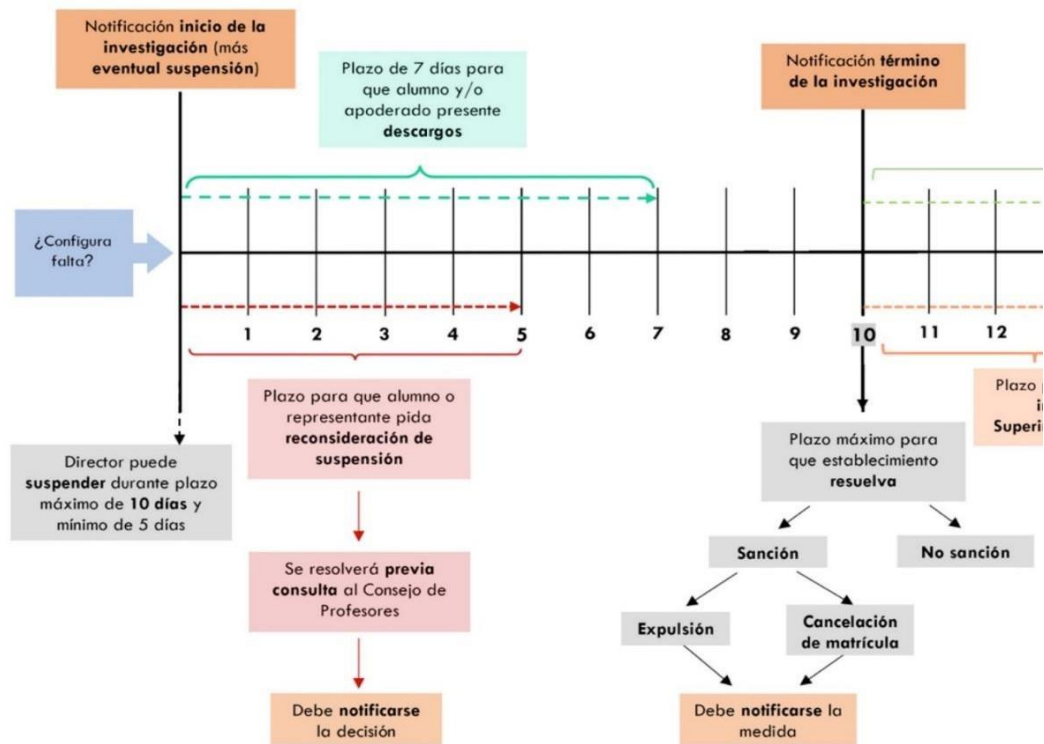 Notificación inicio de la
investigación (más
eventual suspensión)
Plazo de 7 días para
que alumno y/o
apoderado presente
descargos
Notificación término
de la investigación
¿Configura
falta?
1 2 3 4 5 6 7 8 9 10 11 12
Plazo para que alumno o
representante pida
reconsideración de
suspensión
Director puede
suspender durante plazo
máximo de 10 días y
mínimo de 5 días
Se resolverá previa
consulta al Consejo de
Profesores
Debe notificarse
la decisión
Plazo máximo para
que establecimiento
resuelva
Sanción
No sanción
Expulsión
Cancelación
de matrícula
Debe notificarse la
medida
Plazo